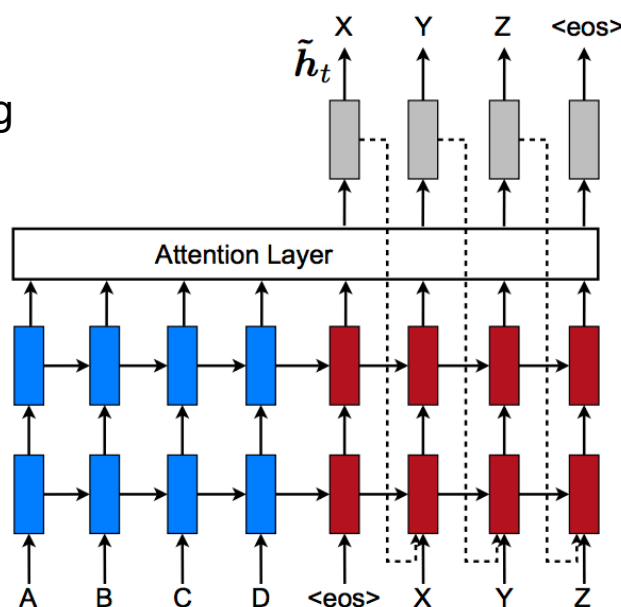 X Y Z <eos>
h̃ₜ
g
Attention Layer
A B C D <eos> X Y Z